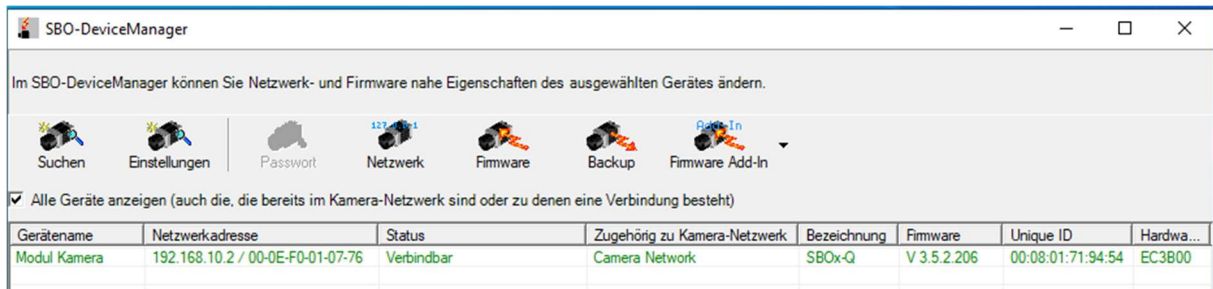 SBO-DeviceManager
Im SBO-DeviceManager können Sie Netzwerk- und Firmware nahe Eigenschaften des ausgewählten Gerätes ändern.
Suchen Einstellungen Passwort Netzwerk Firmware Backup Firmware Add-In
Alle Geräte anzeigen (auch die, die bereits im Kamera-Netzwerk sind oder zu denen eine Verbindung besteht)
Gerätename Netzwerkadresse Status Zugehörig zu Kamera-Netzwerk Bezeichnung Firmware Unique ID Hardwa...
Modul Kamera 192.168.10.2 / 00-0E-F0-01-07-76 Verbindbar Camera Network SBOx-Q V 3.5.2.206 00:08:01:71:94:54 EC3B00